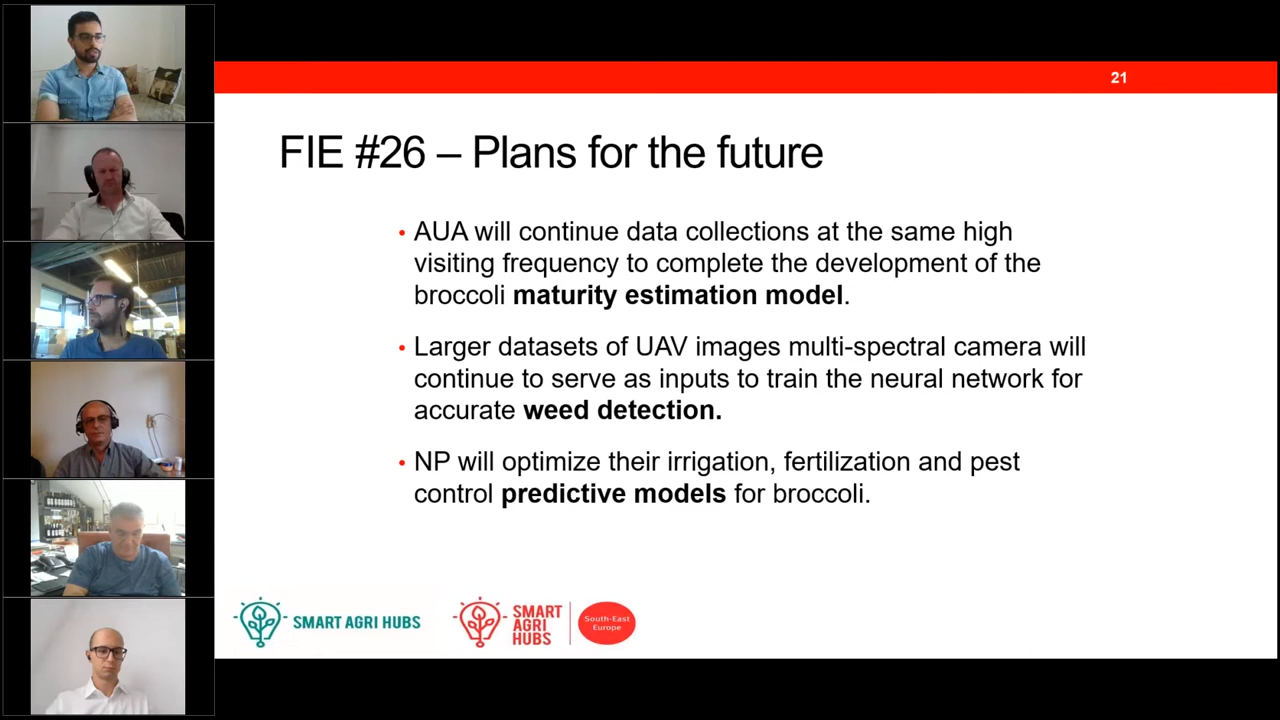 21
FIE #26 – Plans for the future
• AUA will continue data collections at the same high
visiting frequency to complete the development of the
broccoli maturity estimation model.
• Larger datasets of UAV images multi-spectral camera will
continue to serve as inputs to train the neural network for
accurate weed detection.
• NP will optimize their irrigation, fertilization and pest
control predictive models for broccoli.
SMART AGRI HUBS
SMART
AGRI
HUBS
South-East
Europe